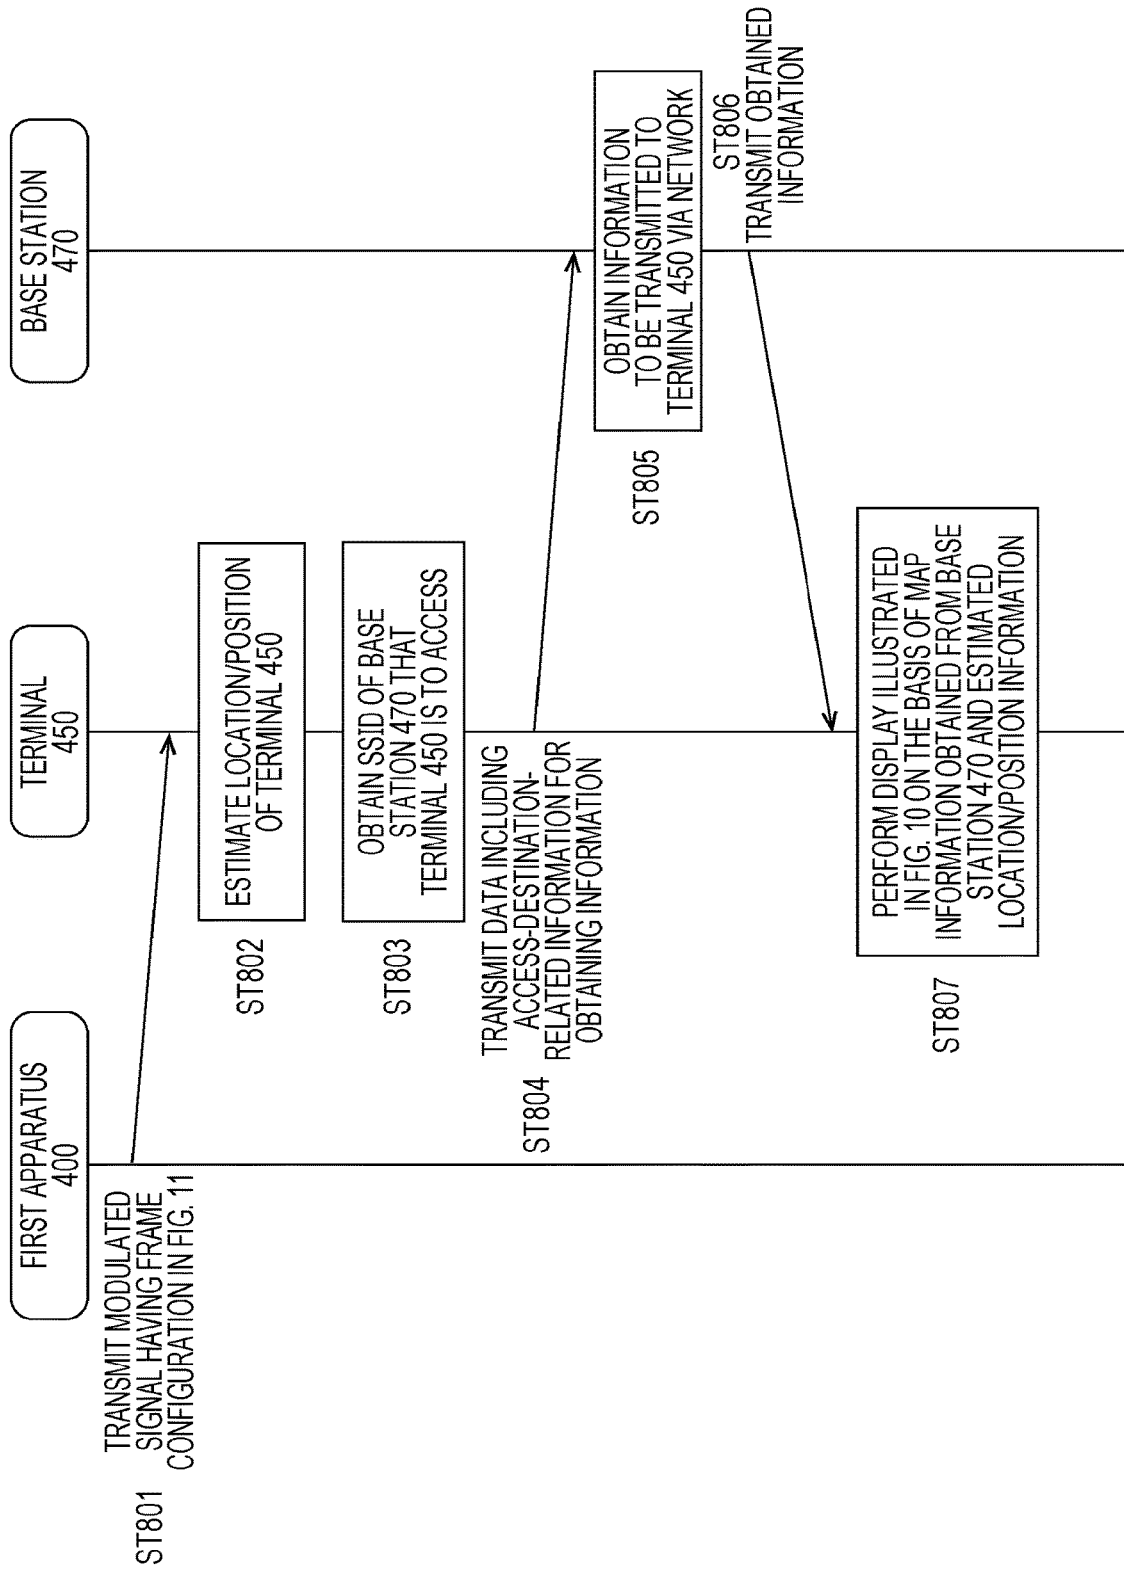 FIRST APPARATUS
400
TERMINAL
450
BASE STATION
470
ST801
TRANSMIT MODULATED
SIGNAL HAVING FRAME
CONFIGURATION IN FIG. 11
ST802
ESTIMATE LOCATION/POSITION
OF TERMINAL 450
ST803
OBTAIN SSID OF BASE
STATION 470 THAT
TERMINAL 450 IS TO ACCESS
ST804
TRANSMIT DATA INCLUDING
ACCESS-DESTINATION-
RELATED INFORMATION FOR
OBTAINING INFORMATION
ST805
OBTAIN INFORMATION
TO BE TRANSMITTED TO
TERMINAL 450 VIA NETWORK
ST806
TRANSMIT OBTAINED
INFORMATION
ST807
PERFORM DISPLAY ILLUSTRATED
IN FIG. 10 ON THE BASIS OF MAP
INFORMATION OBTAINED FROM BASE
STATION 470 AND ESTIMATED
LOCATION/POSITION INFORMATION